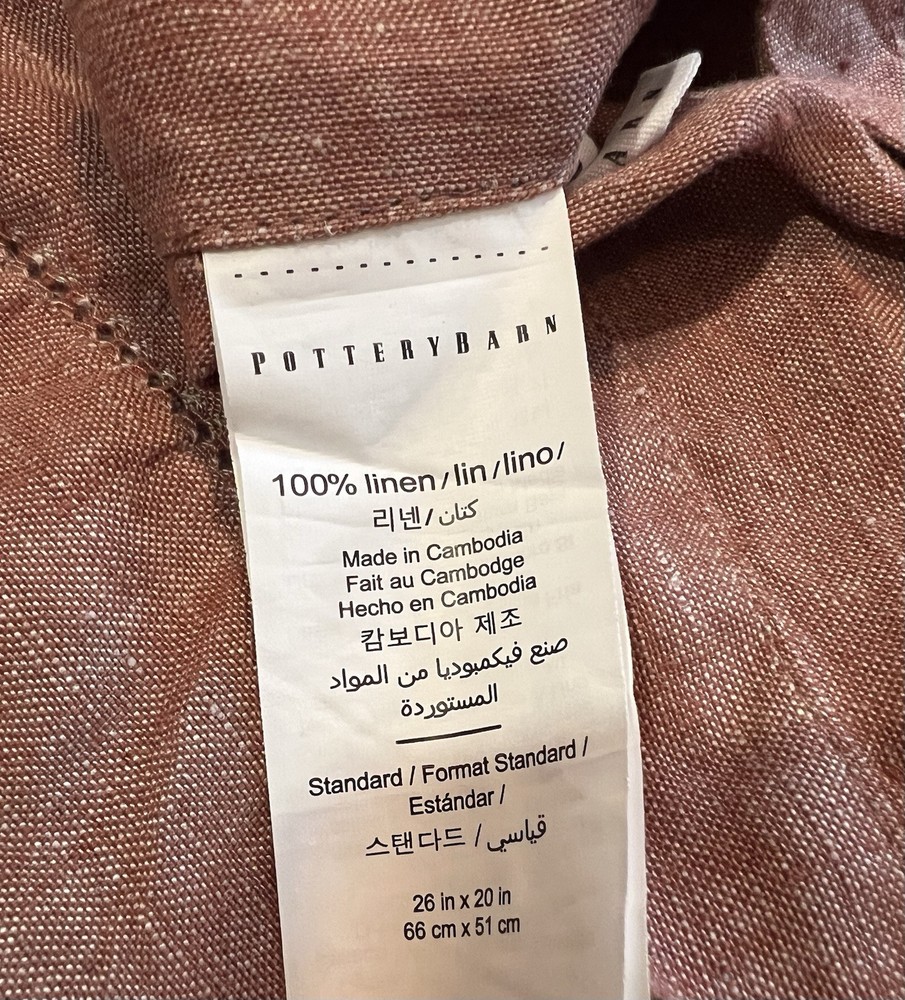 POTTERYBARN
100% linen/lin/lino/
리넨/كتان
Made in Cambodia
Fait au Cambodge
Hecho en Cambodia
캄보디아 제조
صنع فيكمبوديا من المواد
المستوردة
Standard / Format Standard /
Estándar /
스탠다드 / قياسي
26 in x 20 in
66 cm x 51 cm